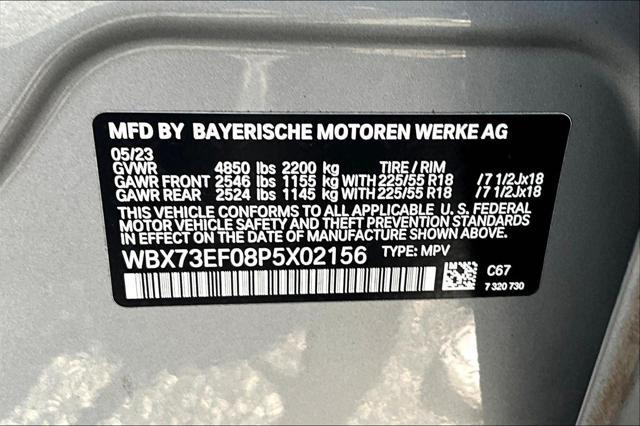 MFD BY BAYERISCHE MOTOREN WERKE AG
05/23
GVWR 4850 lbs 2200 kg TIRE / RIM
GAWR FRONT 2546 lbs 1155 kg WITH 225/55 R18 /7 1/2Jx18
GAWR REAR 2524 lbs 1145 kg WITH 225/55 R18 /7 1/2Jx18
THIS VEHICLE CONFORMS TO ALL APPLICABLE U. S. FEDERAL
MOTOR VEHICLE SAFETY AND THEFT PREVENTION STANDARDS
IN EFFECT ON THE DATE OF MANUFACTURE SHOWN ABOVE.
WBX73EF08P5X02156 TYPE: MPV
C67
7 320 730